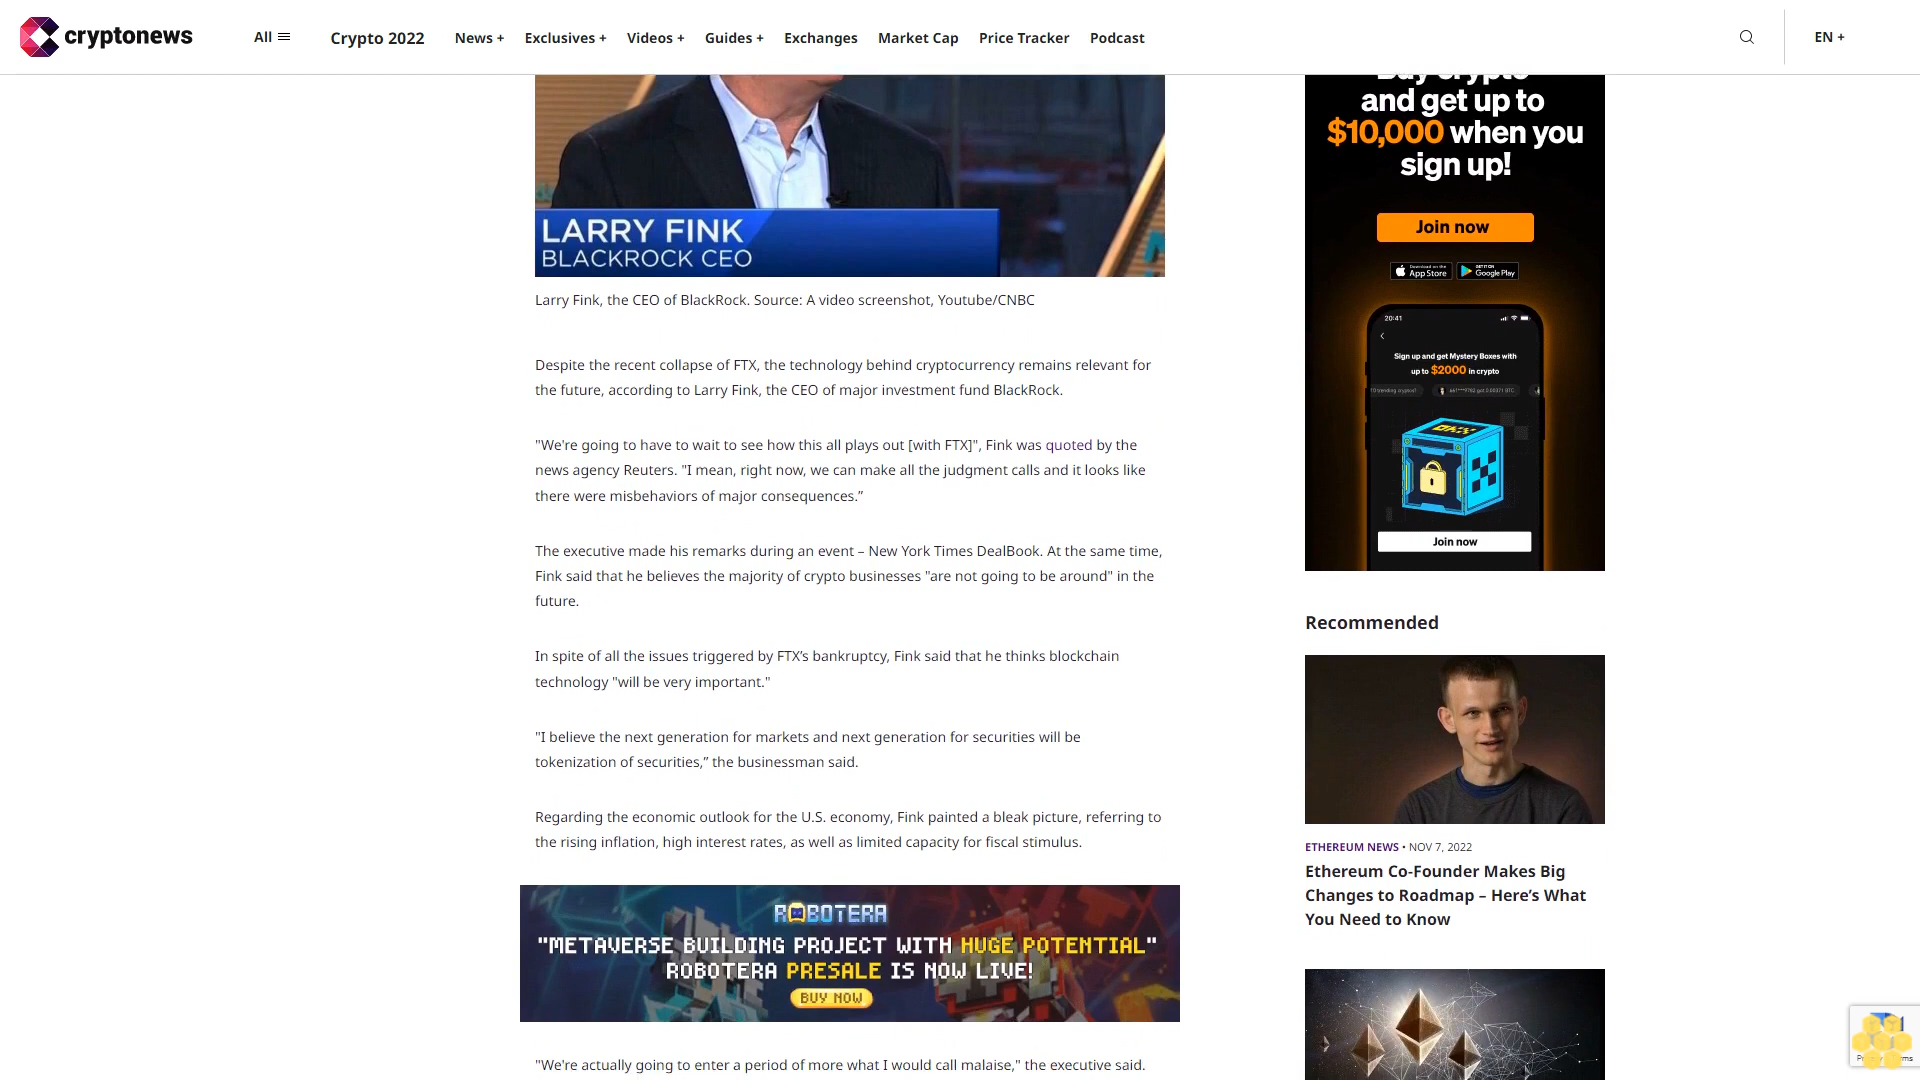 cryptonews
All
Crypto 2022
News +
Exclusives +
Videos +
Guides +
Exchanges
Market Cap
Price Tracker
Podcast
EN +
LARRY FINK
BLACKROCK CEO
Larry Fink, the CEO of BlackRock. Source: A video screenshot, Youtube/CNBC
Despite the recent collapse of FTX, the technology behind cryptocurrency remains relevant for
the future, according to Larry Fink, the CEO of major investment fund BlackRock.
"We're going to have to wait to see how this all plays out [with FTX]", Fink was quoted by the
news agency Reuters. "I mean, right now, we can make all the judgment calls and it looks like
there were misbehaviors of major consequences.”
The executive made his remarks during an event – New York Times DealBook. At the same time,
Fink said that he believes the majority of crypto businesses "are not going to be around" in the
future.
In spite of all the issues triggered by FTX’s bankruptcy, Fink said that he thinks blockchain
technology "will be very important."
"I believe the next generation for markets and next generation for securities will be
tokenization of securities,” the businessman said.
Regarding the economic outlook for the U.S. economy, Fink painted a bleak picture, referring to
the rising inflation, high interest rates, as well as limited capacity for fiscal stimulus.
ROBOTERA
"METAVERSE BUILDING PROJECT WITH HUGE POTENTIAL"
ROBOTERA PRESALE IS NOW LIVE!
BUY NOW
"We're actually going to enter a period of more what I would call malaise," the executive said.
Buy crypto
and get up to
$10,000 when you
sign up!
Join now
Download on the
App Store
GET IT ON
Google Play
20:41
Sign up and get Mystery Boxes with
up to $2000 in crypto
trending cryptos?
Join now
Recommended
ETHEREUM NEWS • NOV 7, 2022
Ethereum Co-Founder Makes Big
Changes to Roadmap – Here’s What
You Need to Know